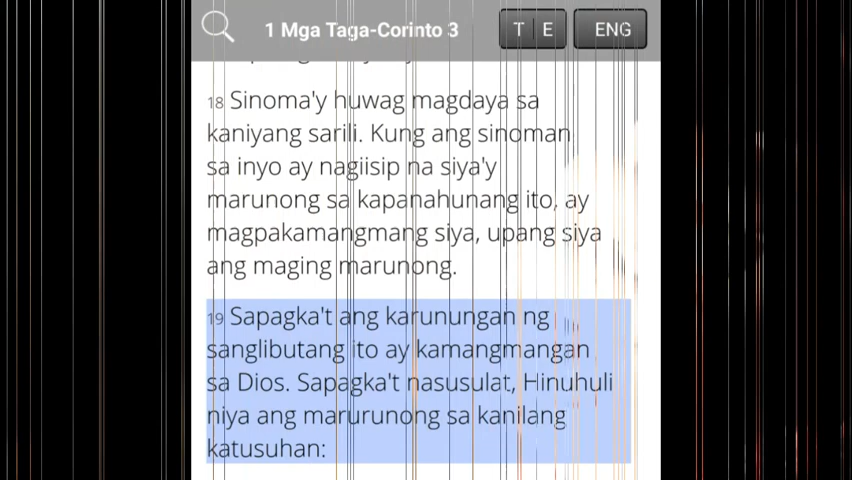 1 Mga Taga-Corinto 3
T E
ENG
18 Sinoma'y huwag magdaya sa
kaniyang sarili. Kung ang sinoman
sa inyo ay nagiisip na siya'y
marunong sa kapanahunang ito, ay
magpakamangmang siya, upang siya
ang maging marunong.
19 Sapagka't ang karunungan ng
sanglibutang ito ay kamangmangan
sa Dios. Sapagka't nasusulat, Hinuhuli
niya ang marurunong sa kanilang
katusuhan: